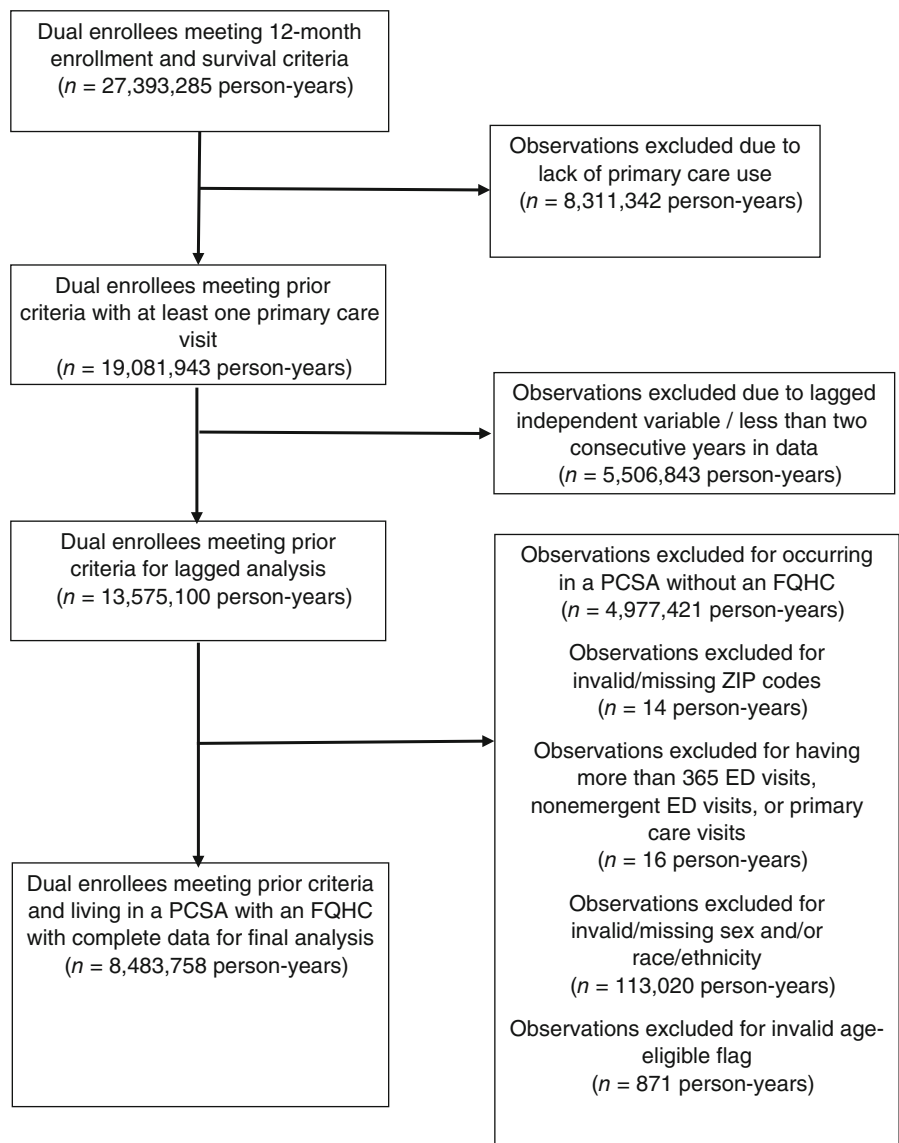 Dual enrollees meeting 12-month
enrollment and survival criteria
(n = 27,393,285 person-years)
Observations excluded due to
lack of primary care use
(n = 8,311,342 person-years)
Dual enrollees meeting prior
criteria with at least one primary care
visit
(n = 19,081,943 person-years)
Observations excluded due to lagged
independent variable / less than two
consecutive years in data
(n = 5,506,843 person-years)
Dual enrollees meeting prior
criteria for lagged analysis
(n = 13,575,100 person-years)
Observations excluded for occurring
in a PCSA without an FQHC
(n = 4,977,421 person-years)
Observations excluded for
invalid/missing ZIP codes
(n = 14 person-years)
Observations excluded for having
more than 365 ED visits,
nonemergent ED visits, or primary
care visits
(n = 16 person-years)
Observations excluded for
invalid/missing sex and/or
race/ethnicity
(n = 113,020 person-years)
Observations excluded for invalid age-
eligible flag
(n = 871 person-years)
Dual enrollees meeting prior criteria
and living in a PCSA with an FQHC
with complete data for final analysis
(n = 8,483,758 person-years)